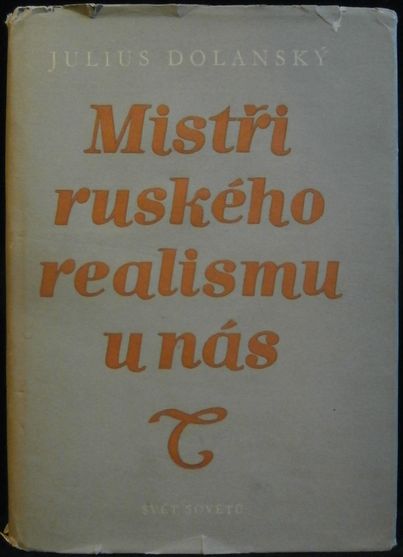 JULIUS DOLANSKÝ
Mistři
ruského
realismu
u nás
SVĚT SOVĚTŮ